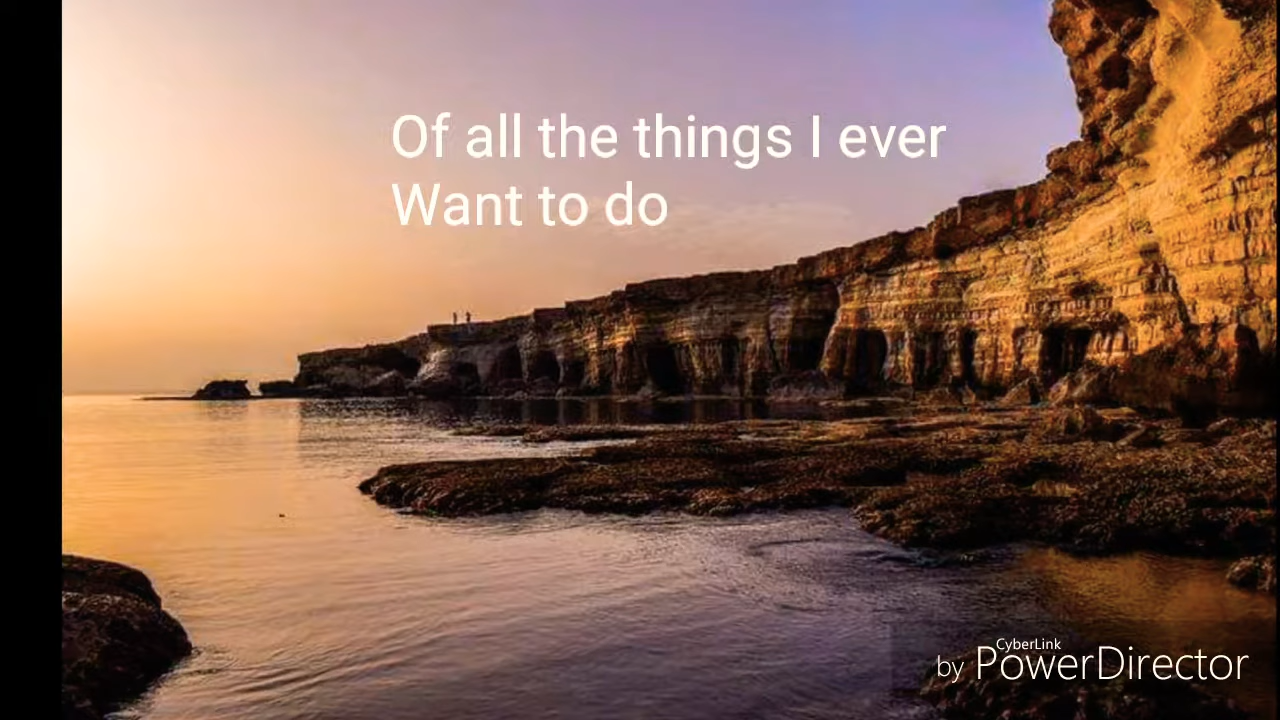 Of all the things I ever
Want to do
CyberLink
by PowerDirector